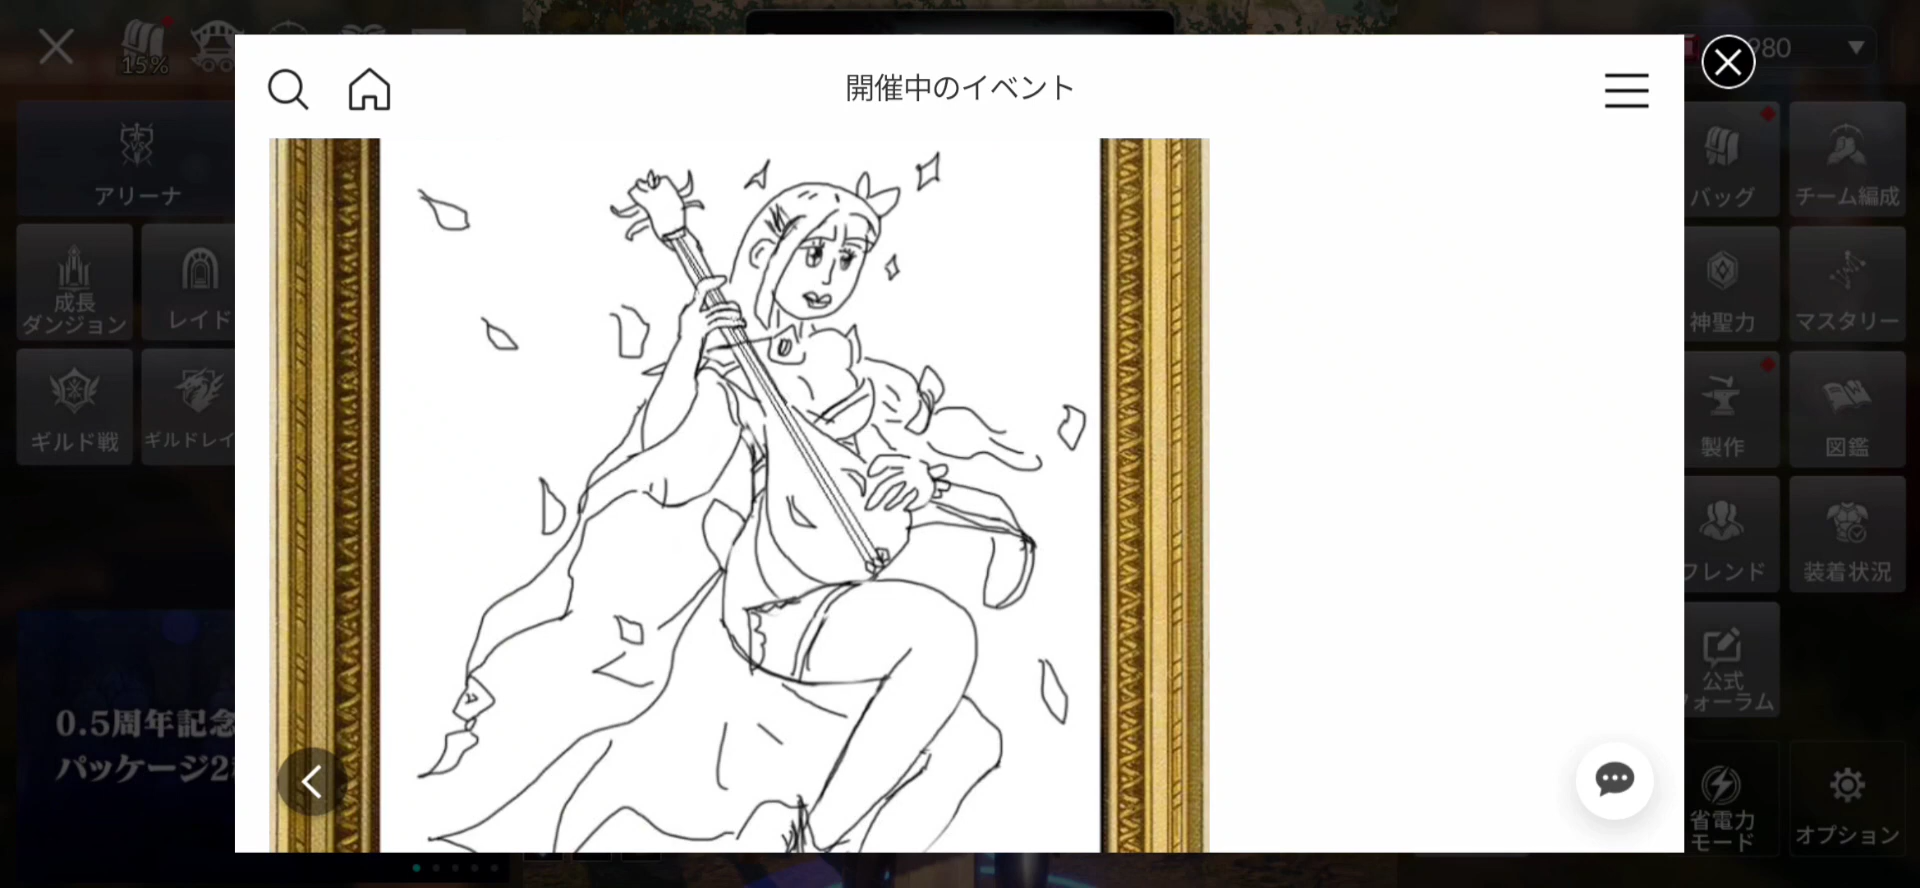 15%
開催中のイベント
980
アリーナ
成長
ダンジョン
レイド
ギルド戦
ギルドレイ
バッグ
チーム編成
神聖力
マスタリー
製作
図鑑
フレンド
装着状況
公式
フォーラム
0.5周年記念
パッケージ2
省電力
モード
オプション